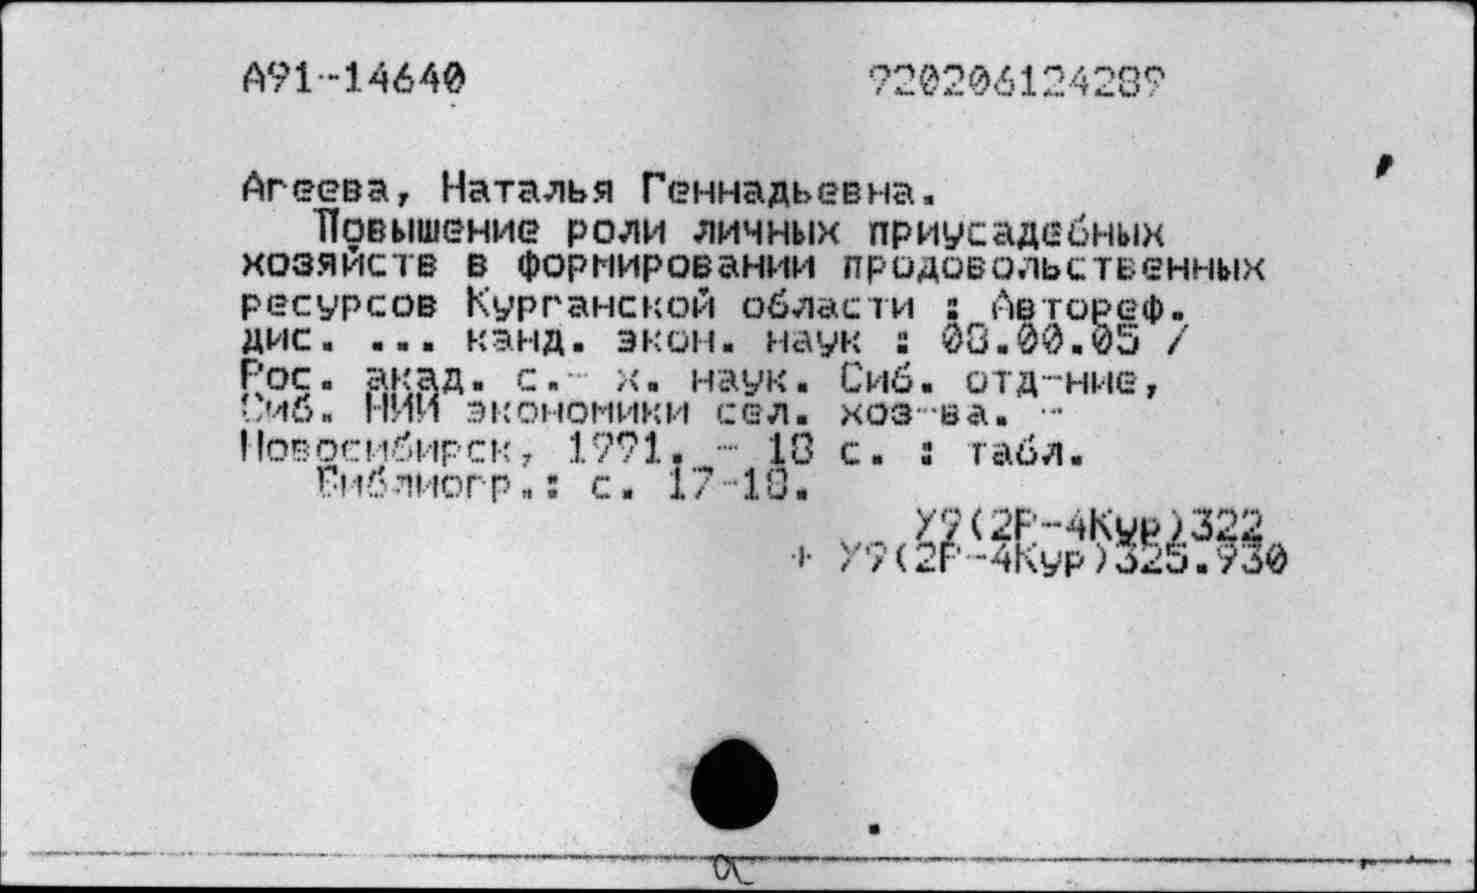 А91-14640 920206124289
Агеева, Наталья Геннадьевна.
Повышение роли личных приусадебных
хозяйств в формировании продовольственных
ресурсов Курганской области : Автореф.
дис. ... канд. экон. наук : 08.00.05 /
Рос. акад. с.- х. наук. Сиб. отд-ние,
Сиб. НИИ экономики сел. хоз-ва. -
Новосибирск, 1991. - 18 с. : табл.
Библиогр.: с. 17-18.
У9(2Р-4Кур)322
+ У9(2Р-4Кур)325.930